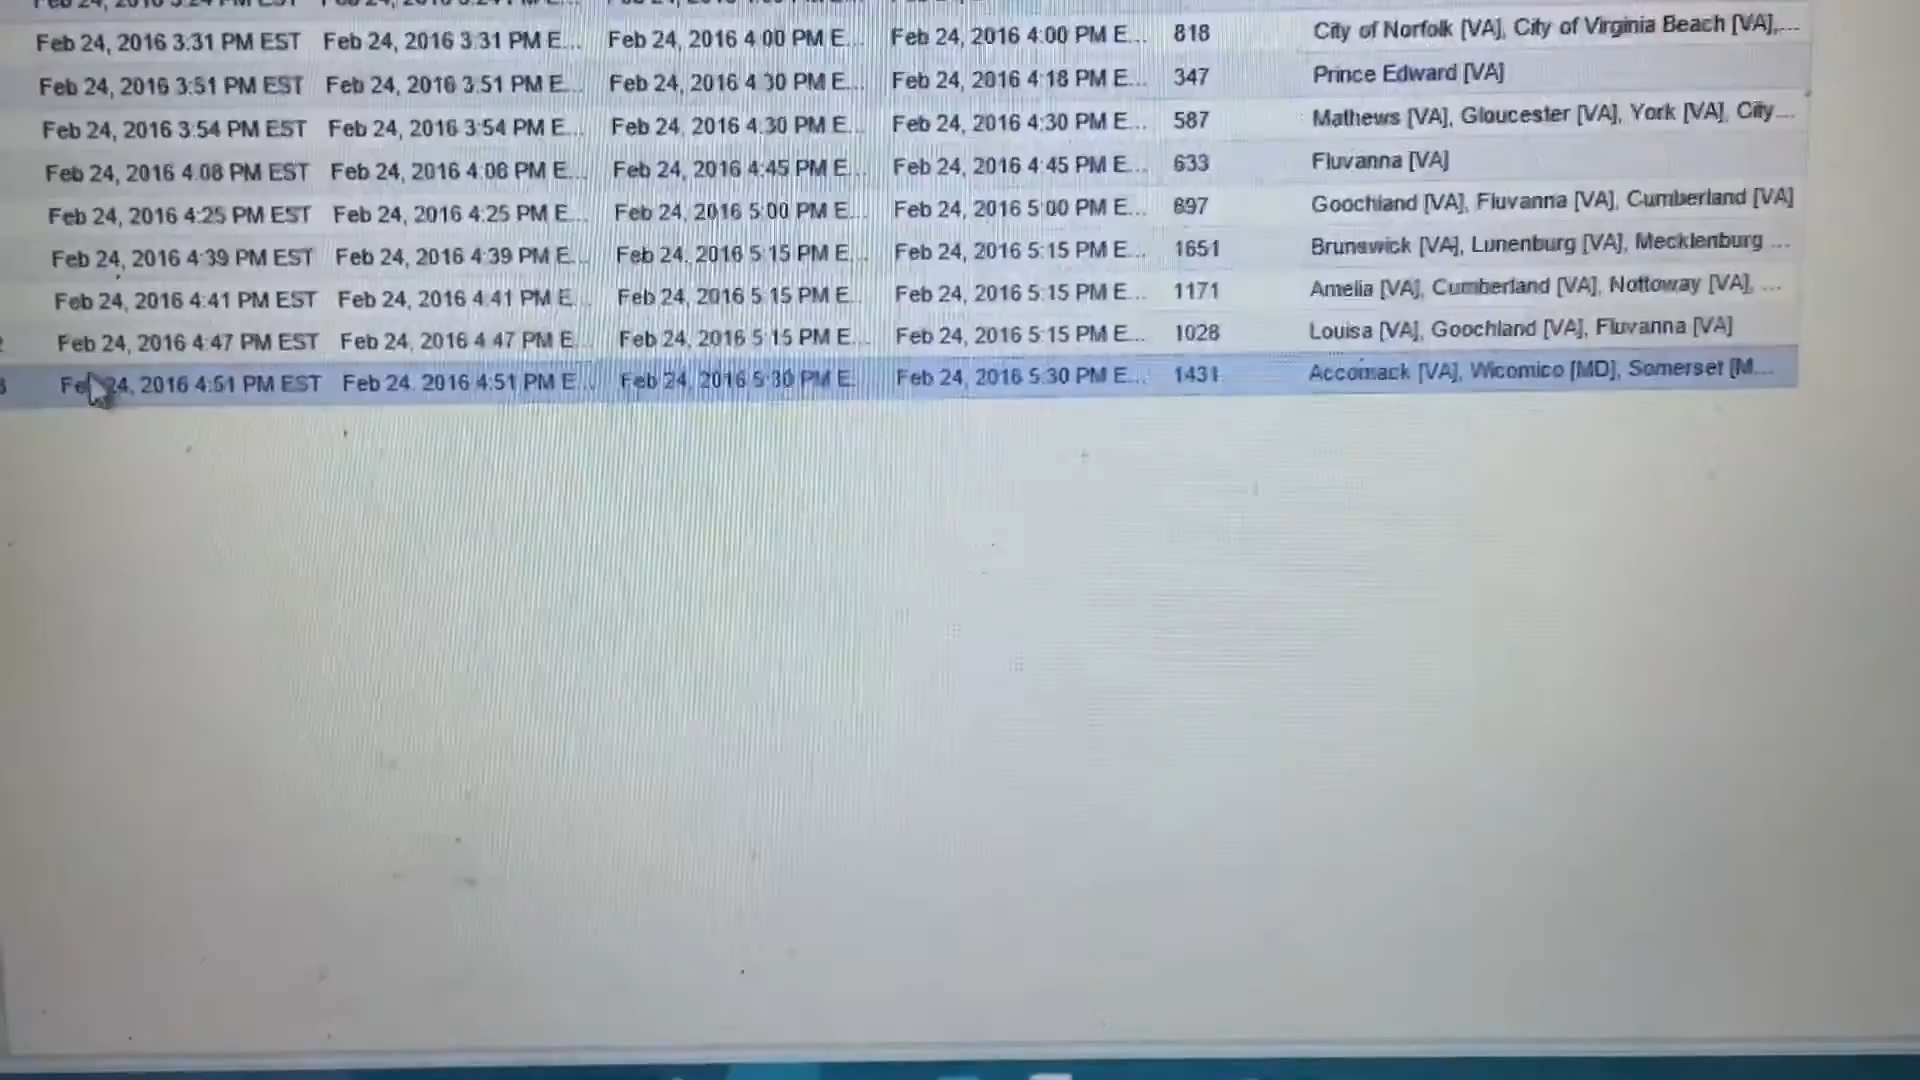 Feb 24, 2016 3:31 PM EST Feb 24, 2016 3:31 PM E... Feb 24, 2016 4:00 PM E... Feb 24, 2016 4:00 PM E... 818 City of Norfolk [VA], City of Virginia Beach [VA],...
Feb 24, 2016 3:51 PM EST Feb 24, 2016 3:51 PM E... Feb 24, 2016 4:30 PM E... Feb 24, 2016 4:18 PM E... 347 Prince Edward [VA]
Feb 24, 2016 3:54 PM EST Feb 24, 2016 3:54 PM E... Feb 24, 2016 4:30 PM E... Feb 24, 2016 4:30 PM E... 587 Mathews [VA], Gloucester [VA], York [VA], City...
Feb 24, 2016 4:08 PM EST Feb 24, 2016 4:08 PM E... Feb 24, 2016 4:45 PM E... Feb 24, 2016 4:45 PM E... 633 Fluvanna [VA]
Feb 24, 2016 4:25 PM EST Feb 24, 2016 4:25 PM E... Feb 24, 2016 5:00 PM E... Feb 24, 2016 5:00 PM E... 897 Goochland [VA], Fluvanna [VA], Cumberland [VA]
Feb 24, 2016 4:39 PM EST Feb 24, 2016 4:39 PM E... Feb 24, 2016 5:15 PM E... Feb 24, 2016 5:15 PM E... 1651 Brunswick [VA], Lunenburg [VA], Mecklenburg ...
Feb 24, 2016 4:41 PM EST Feb 24, 2016 4:41 PM E... Feb 24, 2016 5:15 PM E... Feb 24, 2016 5:15 PM E... 1171 Amelia [VA], Cumberland [VA], Nottoway [VA], ...
Feb 24, 2016 4:47 PM EST Feb 24, 2016 4:47 PM E... Feb 24, 2016 5:15 PM E... Feb 24, 2016 5:15 PM E... 1028 Louisa [VA], Goochland [VA], Fluvanna [VA]
Feb 24, 2016 4:51 PM EST Feb 24, 2016 4:51 PM E... Feb 24, 2016 5:30 PM E... Feb 24, 2016 5:30 PM E... 1431 Accomack [VA], Wicomico [MD], Somerset [M...